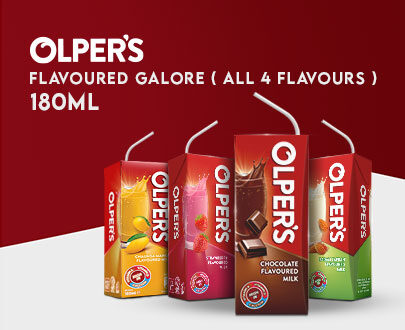 OLPER'S
FLAVOURED GALORE ( ALL 4 FLAVOURS )
180ML
OLPER'S
OLPER'S
OLPER'S
CHOCOLATE
FLAVOURED
MILK
OLPER'S